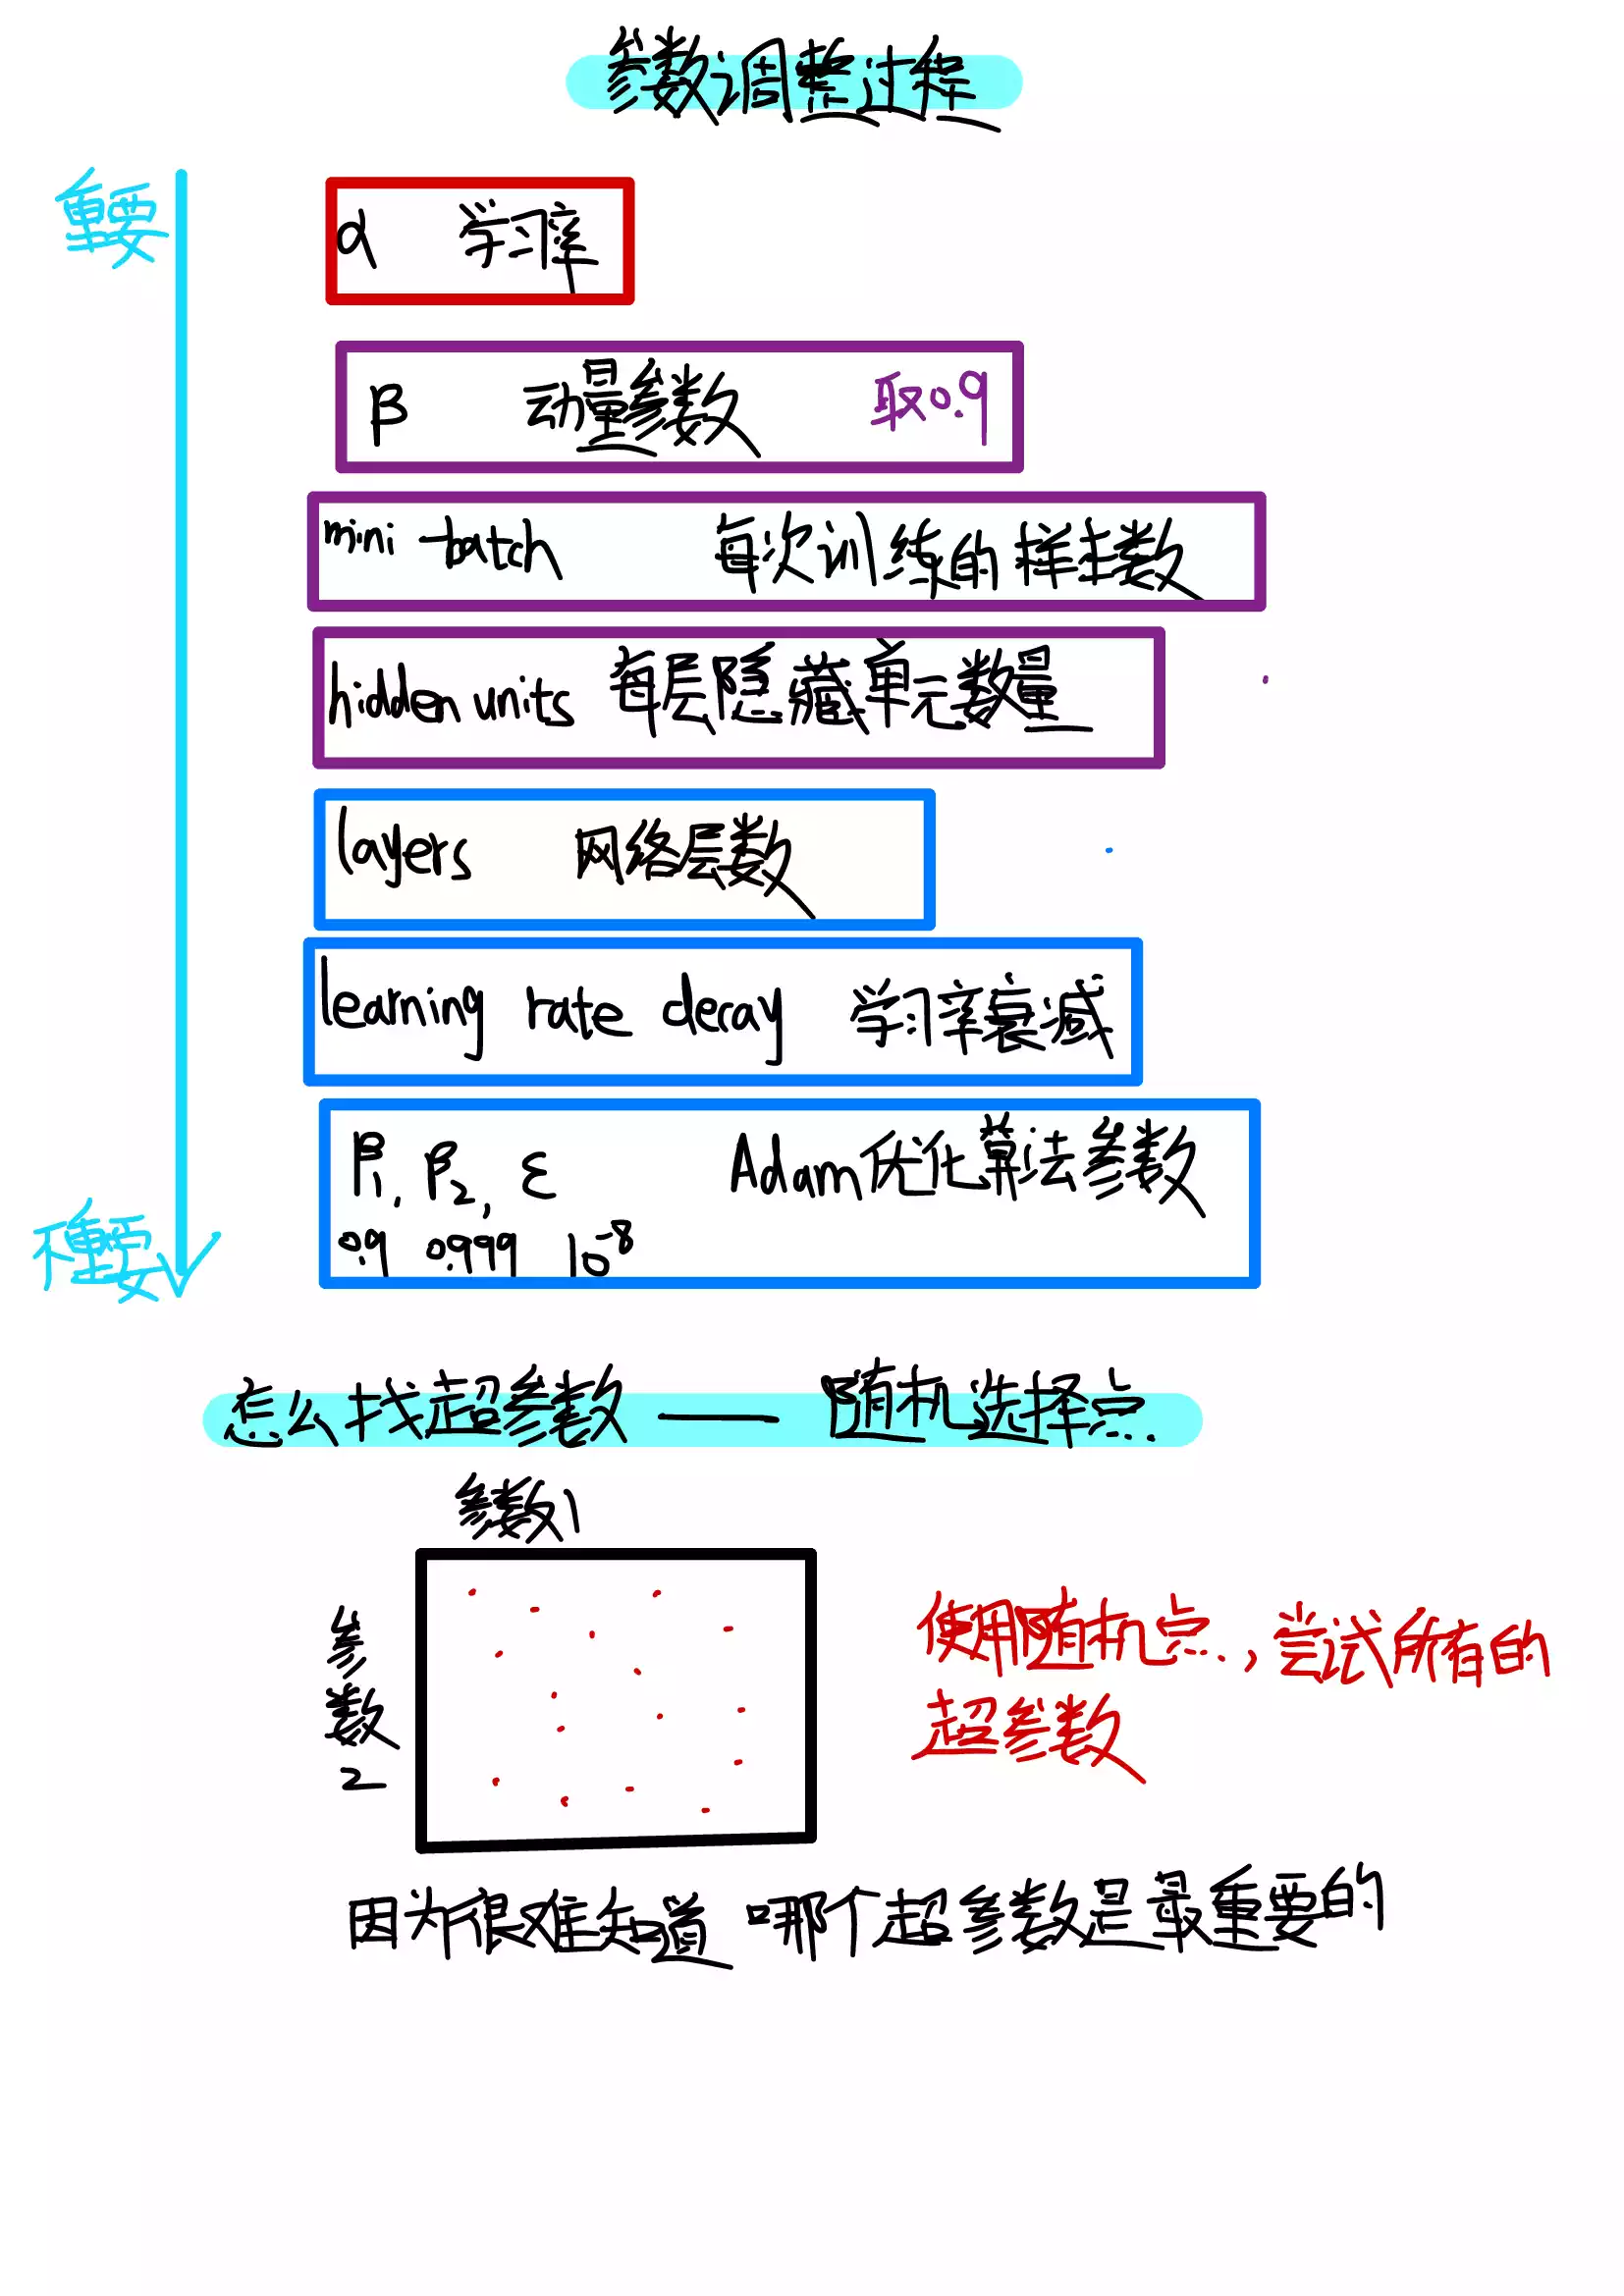 参数调整过程
重要
α 学习率
β 动量参数 取0.9
mini-batch 每次训练的样本数
hidden units 每层隐藏单元数量
layers 网络层数
learning rate decay 学习率衰减
β1, β2, ε Adam优化算法参数
0.9 0.999 10^-8
不重要
怎么找超参数——随机选择点
参数1
参数2
使用随机点,尝试所有的
超参数
因为很难知道 哪个超参数是最重要的